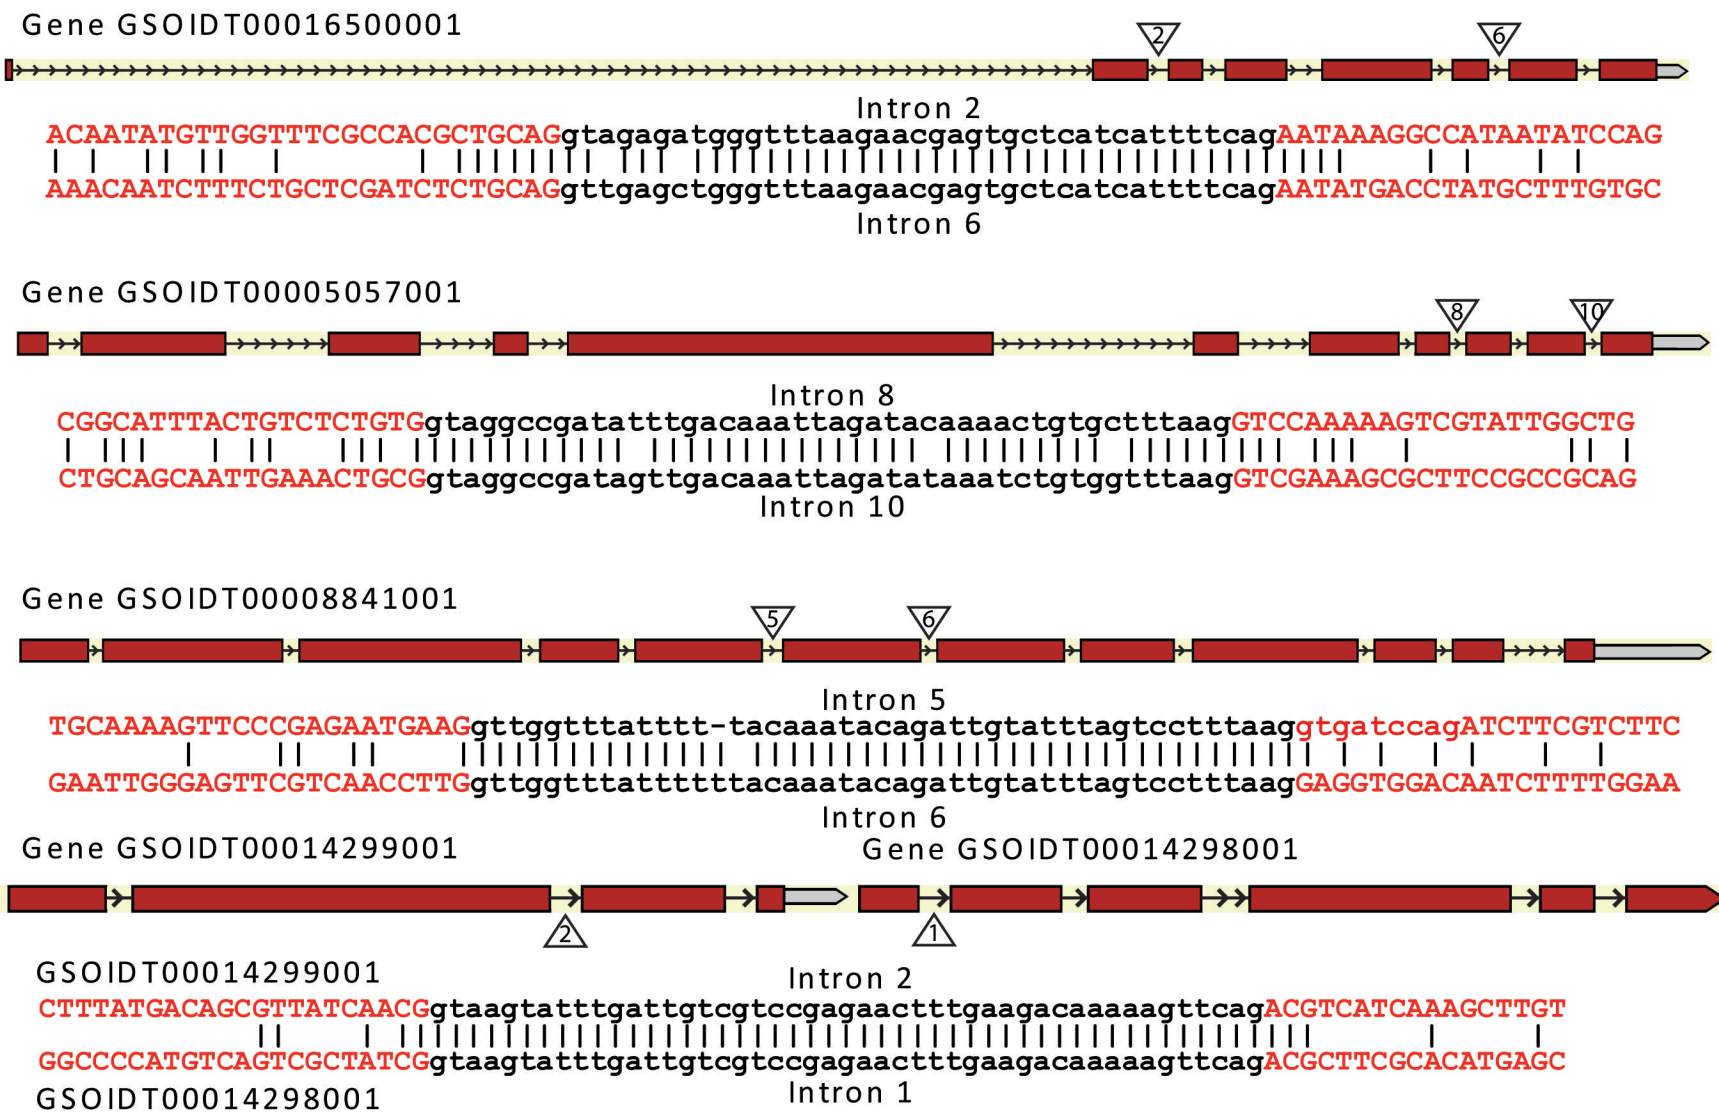 Gene GSOIDT00016500001
2 6
Intron 2
ACAATATGTTGGTTTCGCCACGCTGCAGgtagagatgggtttaagaacgagtgctcatcattttcagAATAAAGGCCATAATATCCAG
AAACAATCTTTCTGCTCGATCTCTGCAGgttgagctgggtttaagaacgagtgctcatcattttcagAATATGACCTATGCTTTGTGC
Intron 6
Gene GSOIDT00005057001
8 10
Intron 8
CGGCATTTACTGTCTCTGTGgtaggccgatatttgacaaattagatacaaaactgtgctttaagGTCCAAAAAGTCGTATTGGCTG
CTGCAGCAATTGAAACTGCGgtaggccgatagttgacaaattagatataaatctgtggtttaagGTCGAAAGCGCTTCCGCCGCAG
Intron 10
Gene GSOIDT00008841001
5 6
Intron 5
TGCAAAAGTTCCCGAGAATGAAGgttggtttatttt-tacaaatacagattgtatttagtcctttaaggtgatccagATCTTCGTCTTC
GAATTGGGAGTTCGTCAACCTTGgttggtttattttttacaaatacagattgtatttagtcctttaagGAGGTGGACAATCTTTTGGAA
Intron 6
Gene GSOIDT00014299001 Gene GSOIDT00014298001
2 1
GSOIDT00014299001 Intron 2
CTTTATGACAGCGTTATCAACGgtaagtatttgattgtcgtccgagaactttgaagacaaaaagttcagACGTCATCAAAGCTTGT
GGCCCCATGTCAGTCGCTATCGgtaagtatttgattgtcgtccgagaactttgaagacaaaaagttcagACGCTTCGCACATGAGC
GSOIDT00014298001 Intron 1